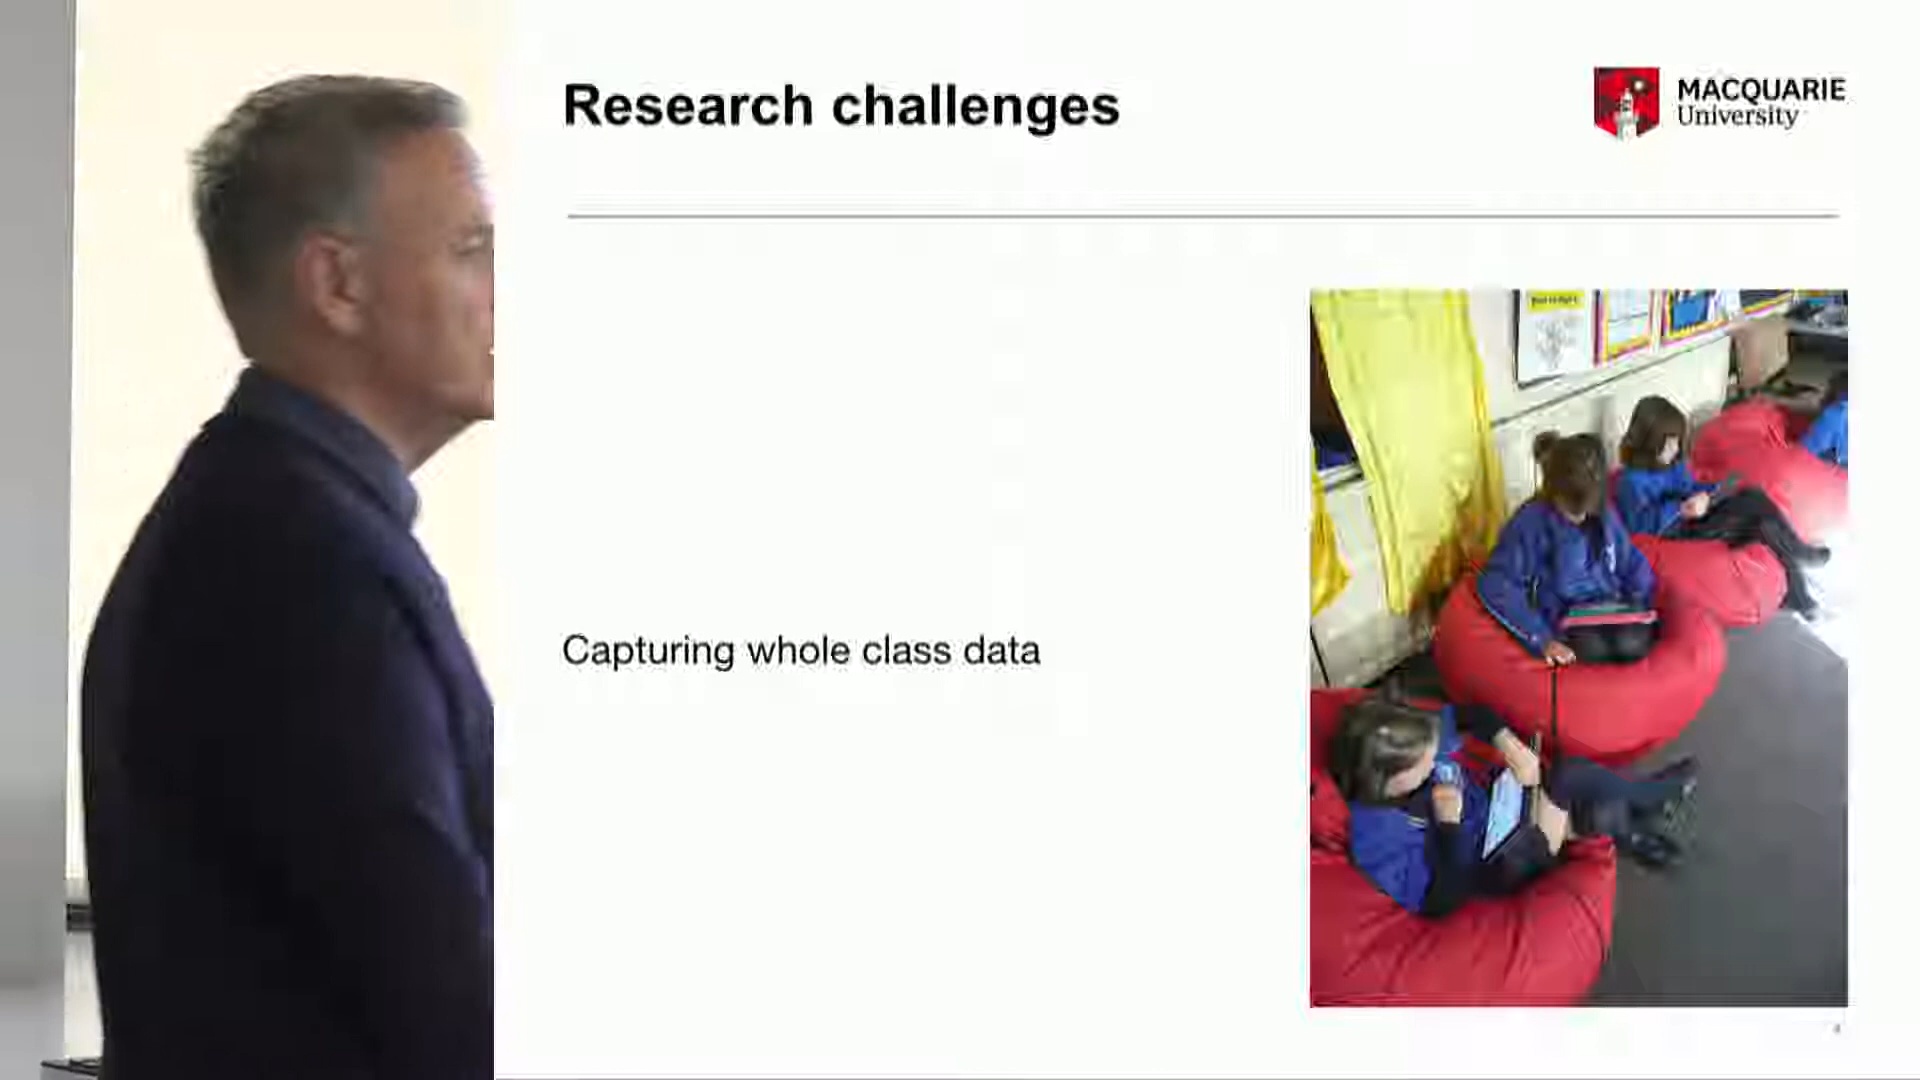 Research challenges
MACQUARIE
University
Capturing whole class data